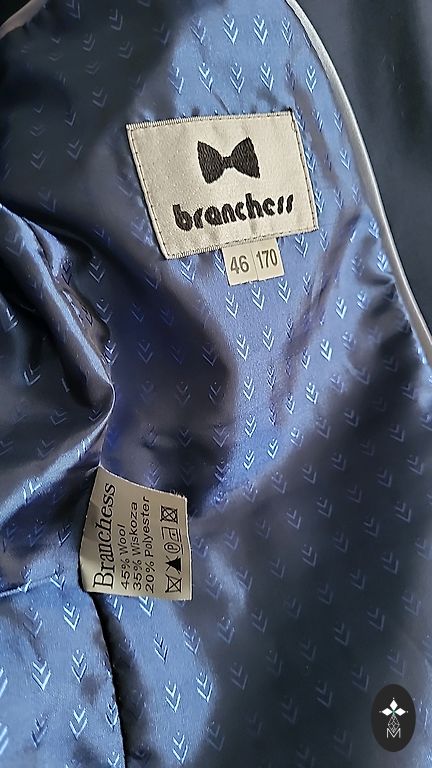 branchess
46 170
Branchess
45% Wool
35% Wiskoza
20% Polyester
M